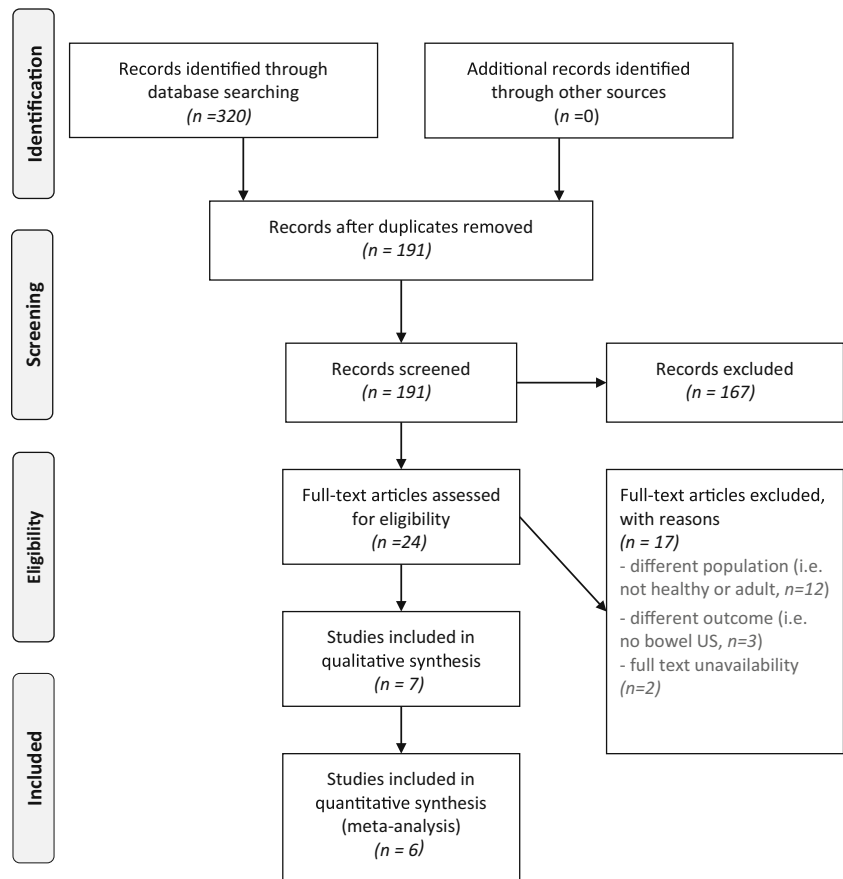 Identification
Records identified through
database searching
(n =320)
Additional records identified
through other sources
(n =0)
Records after duplicates removed
(n = 191)
Screening
Records screened
(n = 191)
Records excluded
(n = 167)
Eligibility
Full-text articles assessed
for eligibility
(n =24)
Full-text articles excluded,
with reasons
(n = 17)
- different population (i.e.
not healthy or adult, n=12)
- different outcome (i.e.
no bowel US, n=3)
- full text unavailability
(n=2)
Studies included in
qualitative synthesis
(n = 7)
Included
Studies included in
quantitative synthesis
(meta-analysis)
n = 6)